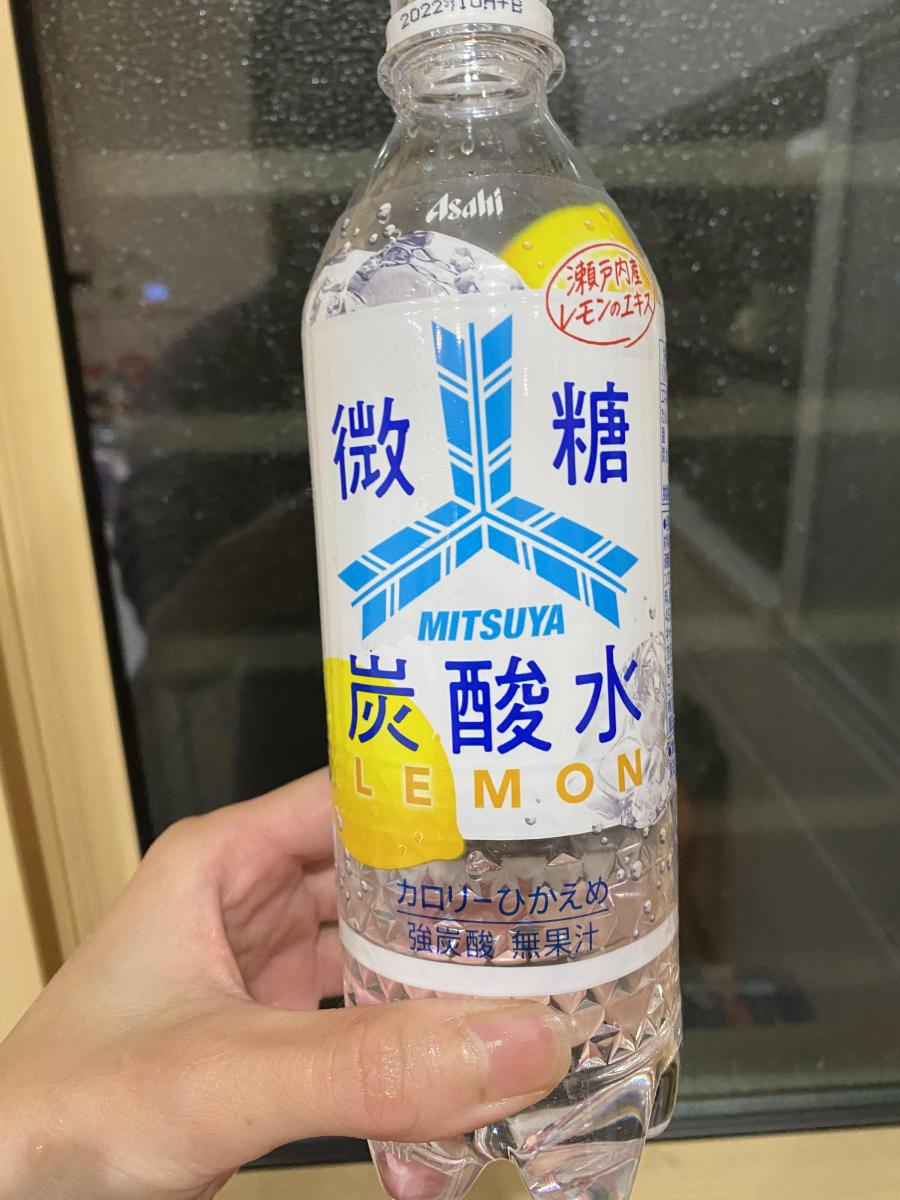 Asahi
瀬戸内産
レモンのエキス
微糖
MITSUYA
炭酸水
LEMON
カロリーひかえめ
強炭酸 無果汁